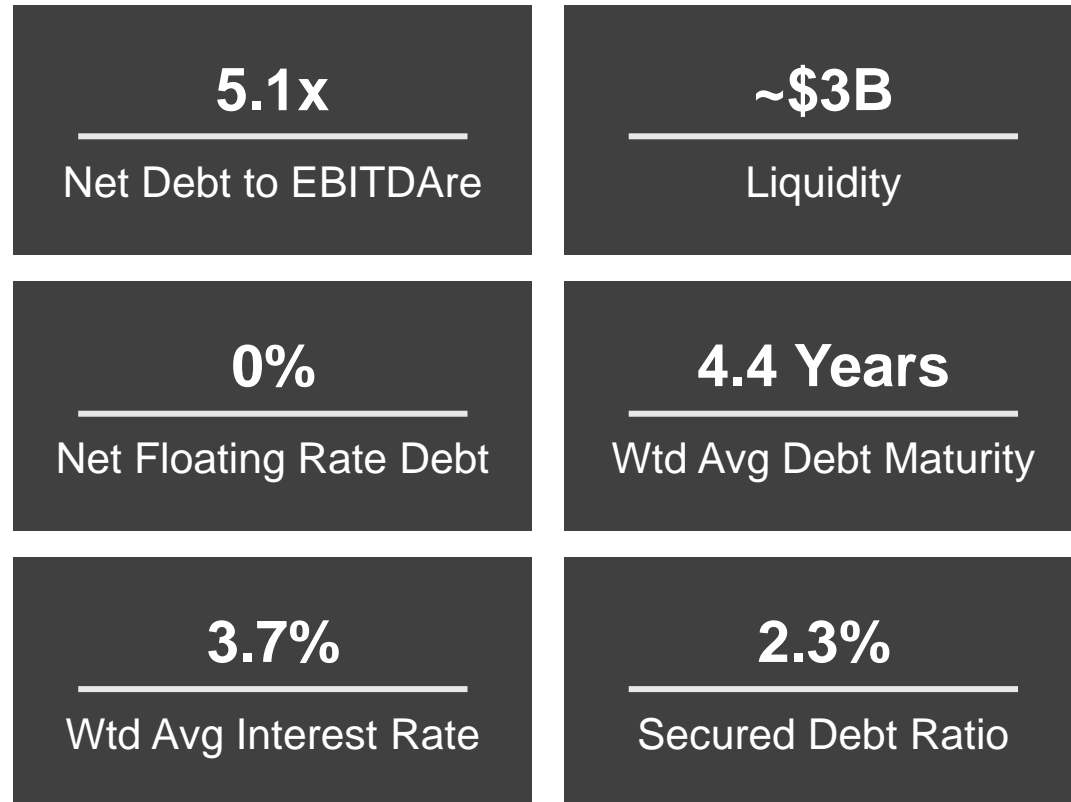 5.1x
Net Debt to EBITDAre
~$3B
Liquidity
0%
Net Floating Rate Debt
4.4 Years
Wtd Avg Debt Maturity
3.7%
Wtd Avg Interest Rate
2.3%
Secured Debt Ratio